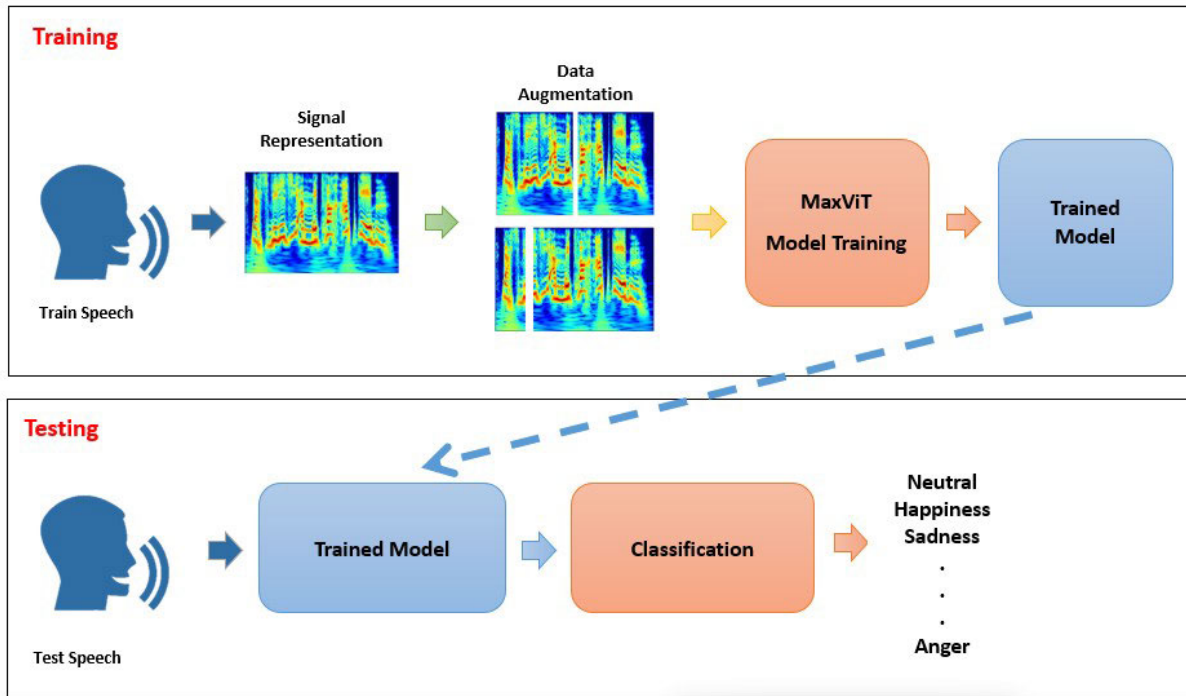 Training
Data
Augmentation
Signal
Representation
MaxViT
Model Training
Trained
Model
Train Speech
Testing
Trained Model
Classification
Neutral
Happiness
Sadness
.
.
.
Anger
Test Speech